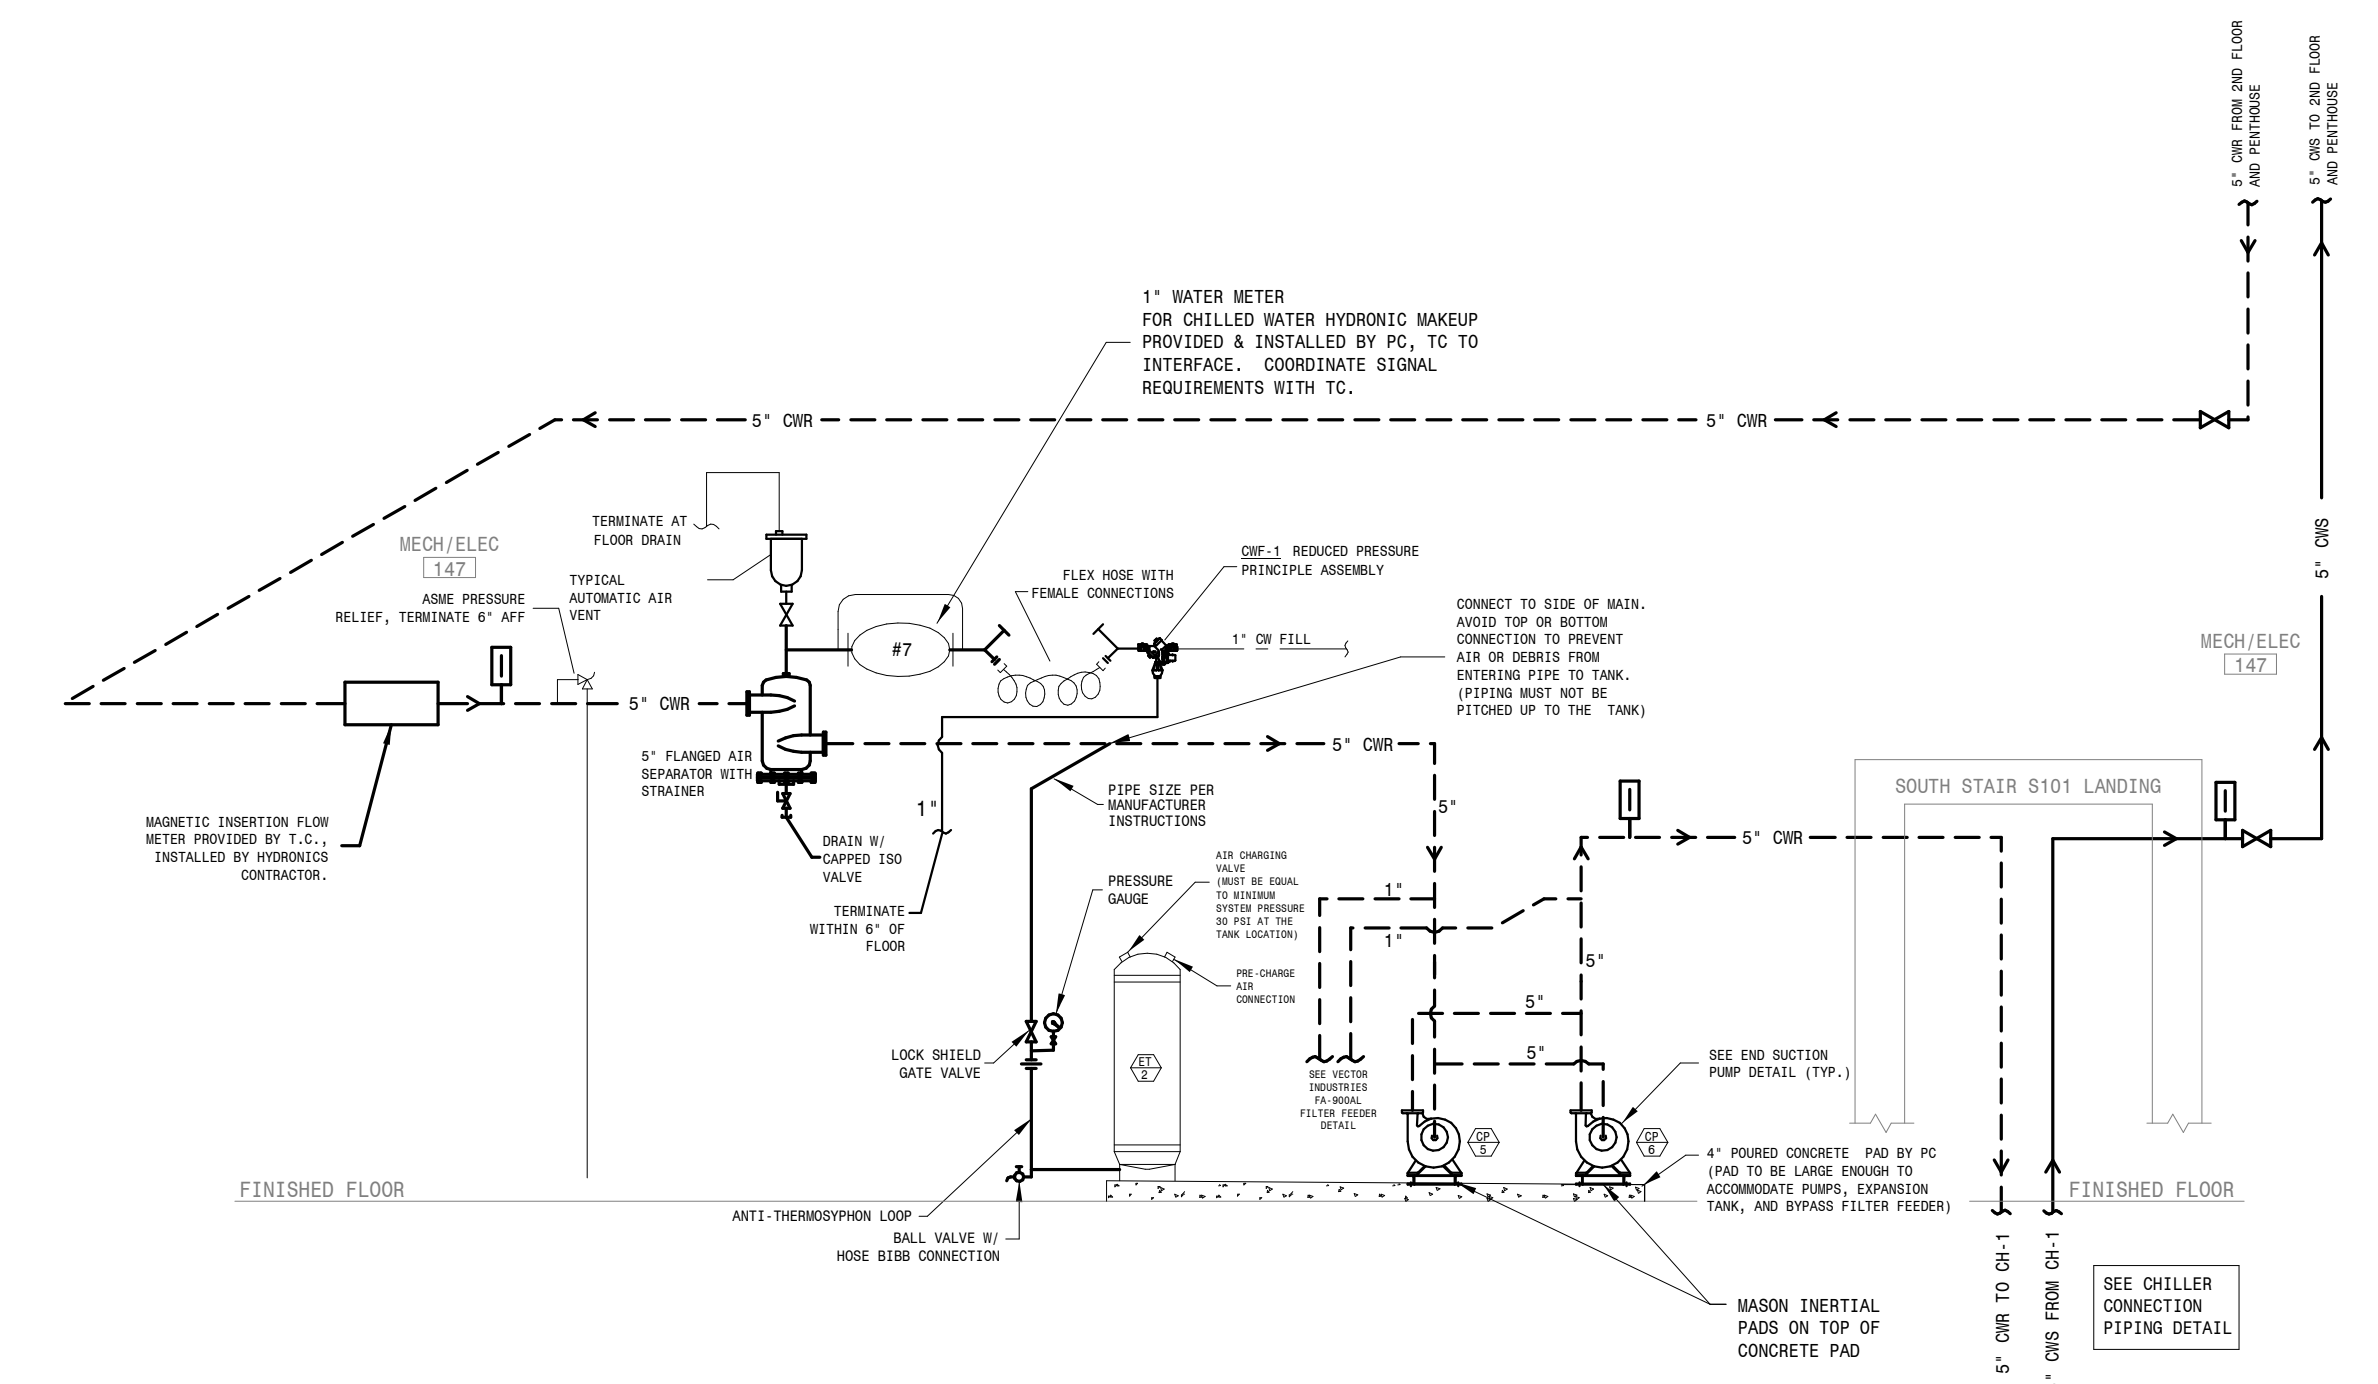 5" CWR FROM 2ND FLOOR
AND PENTHOUSE
5" CWS TO 2ND FLOOR
AND PENTHOUSE
1" WATER METER
FOR CHILLED WATER HYDRONIC MAKEUP
PROVIDED & INSTALLED BY PC, TC TO
INTERFACE. COORDINATE SIGNAL
REQUIREMENTS WITH TC.
5" CWR
5" CWR
5" CWS
TERMINATE AT
FLOOR DRAIN
MECH/ELEC
147
TYPICAL
AUTOMATIC AIR
VENT
ASME PRESSURE
RELIEF, TERMINATE 6" AFF
FLEX HOSE WITH
FEMALE CONNECTIONS
CWF-1 REDUCED PRESSURE
PRINCIPLE ASSEMBLY
#7
1" CW FILL
CONNECT TO SIDE OF MAIN.
AVOID TOP OR BOTTOM
CONNECTION TO PREVENT
AIR OR DEBRIS FROM
ENTERING PIPE TO TANK.
(PIPING MUST NOT BE
PITCHED UP TO THE TANK)
MECH/ELEC
147
5" CWR
5" CWR
5" FLANGED AIR
SEPARATOR WITH
STRAINER
MAGNETIC INSERTION FLOW
METER PROVIDED BY T.C.,
INSTALLED BY HYDRONICS
CONTRACTOR.
DRAIN W/
CAPPED ISO
VALVE
1"
TERMINATE
WITHIN 6" OF
FLOOR
PIPE SIZE PER
MANUFACTURER
INSTRUCTIONS
PRESSURE
GAUGE
AIR CHARGING
VALVE
(MUST BE EQUAL
TO MINIMUM
SYSTEM PRESSURE
30 PSI AT THE
TANK LOCATION)
PRE-CHARGE
AIR
CONNECTION
5"
1"
1"
5"
5"
5"
5" CWR
SOUTH STAIR S101 LANDING
LOCK SHIELD
GATE VALVE
ET
2
SEE VECTOR
INDUSTRIES
FA-900AL
FILTER FEEDER
DETAIL
CP
5
CP
6
SEE END SUCTION
PUMP DETAIL (TYP.)
4" POURED CONCRETE PAD BY PC
(PAD TO BE LARGE ENOUGH TO
ACCOMMODATE PUMPS, EXPANSION
TANK, AND BYPASS FILTER FEEDER)
FINISHED FLOOR
FINISHED FLOOR
ANTI-THERMOSYPHON LOOP
BALL VALVE W/
HOSE BIBB CONNECTION
MASON INERTIAL
PADS ON TOP OF
CONCRETE PAD
5" CWR TO CH-1
" CWS FROM CH-1
SEE CHILLER
CONNECTION
PIPING DETAIL